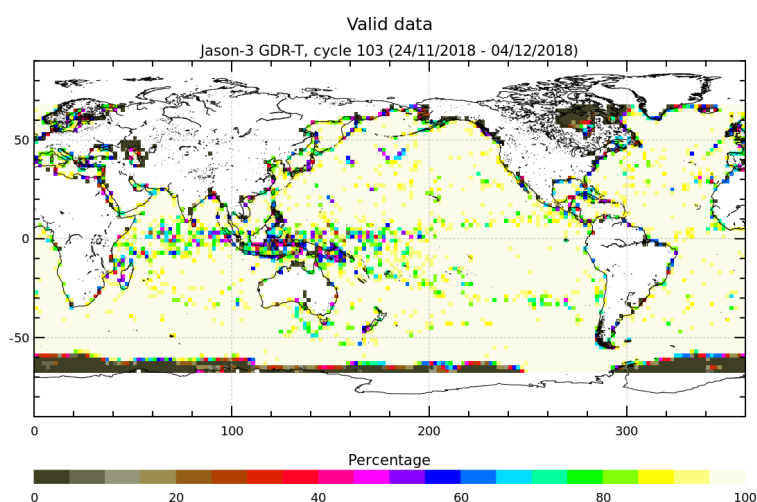 Valid data
Jason-3 GDR-T, cycle 103 (24/11/2018 - 04/12/2018)
50
0
-50
0 100 200 300
Percentage
0 20 40 60 80 100